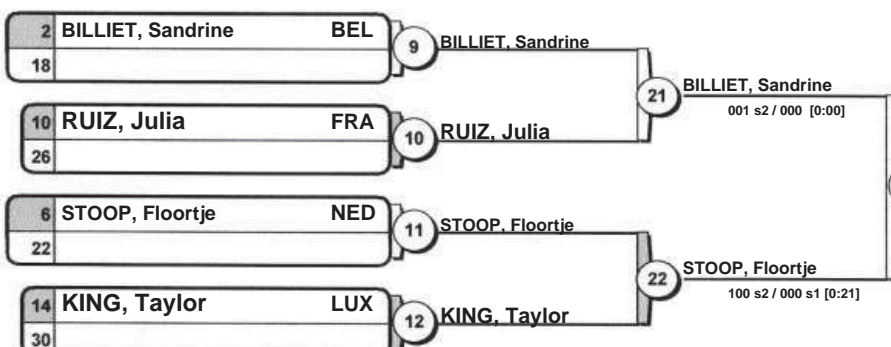 2 BILLIET, Sandrine BEL
18
9
BILLIET, Sandrine
10 RUIZ, Julia FRA
26
10
RUIZ, Julia
21
BILLIET, Sandrine
001 s2 / 000 [0:00]
6 STOOP, Floortje NED
22
11
STOOP, Floortje
14 KING, Taylor LUX
30
12
KING, Taylor
22
STOOP, Floortje
100 s2 / 000 s1 [0:21]